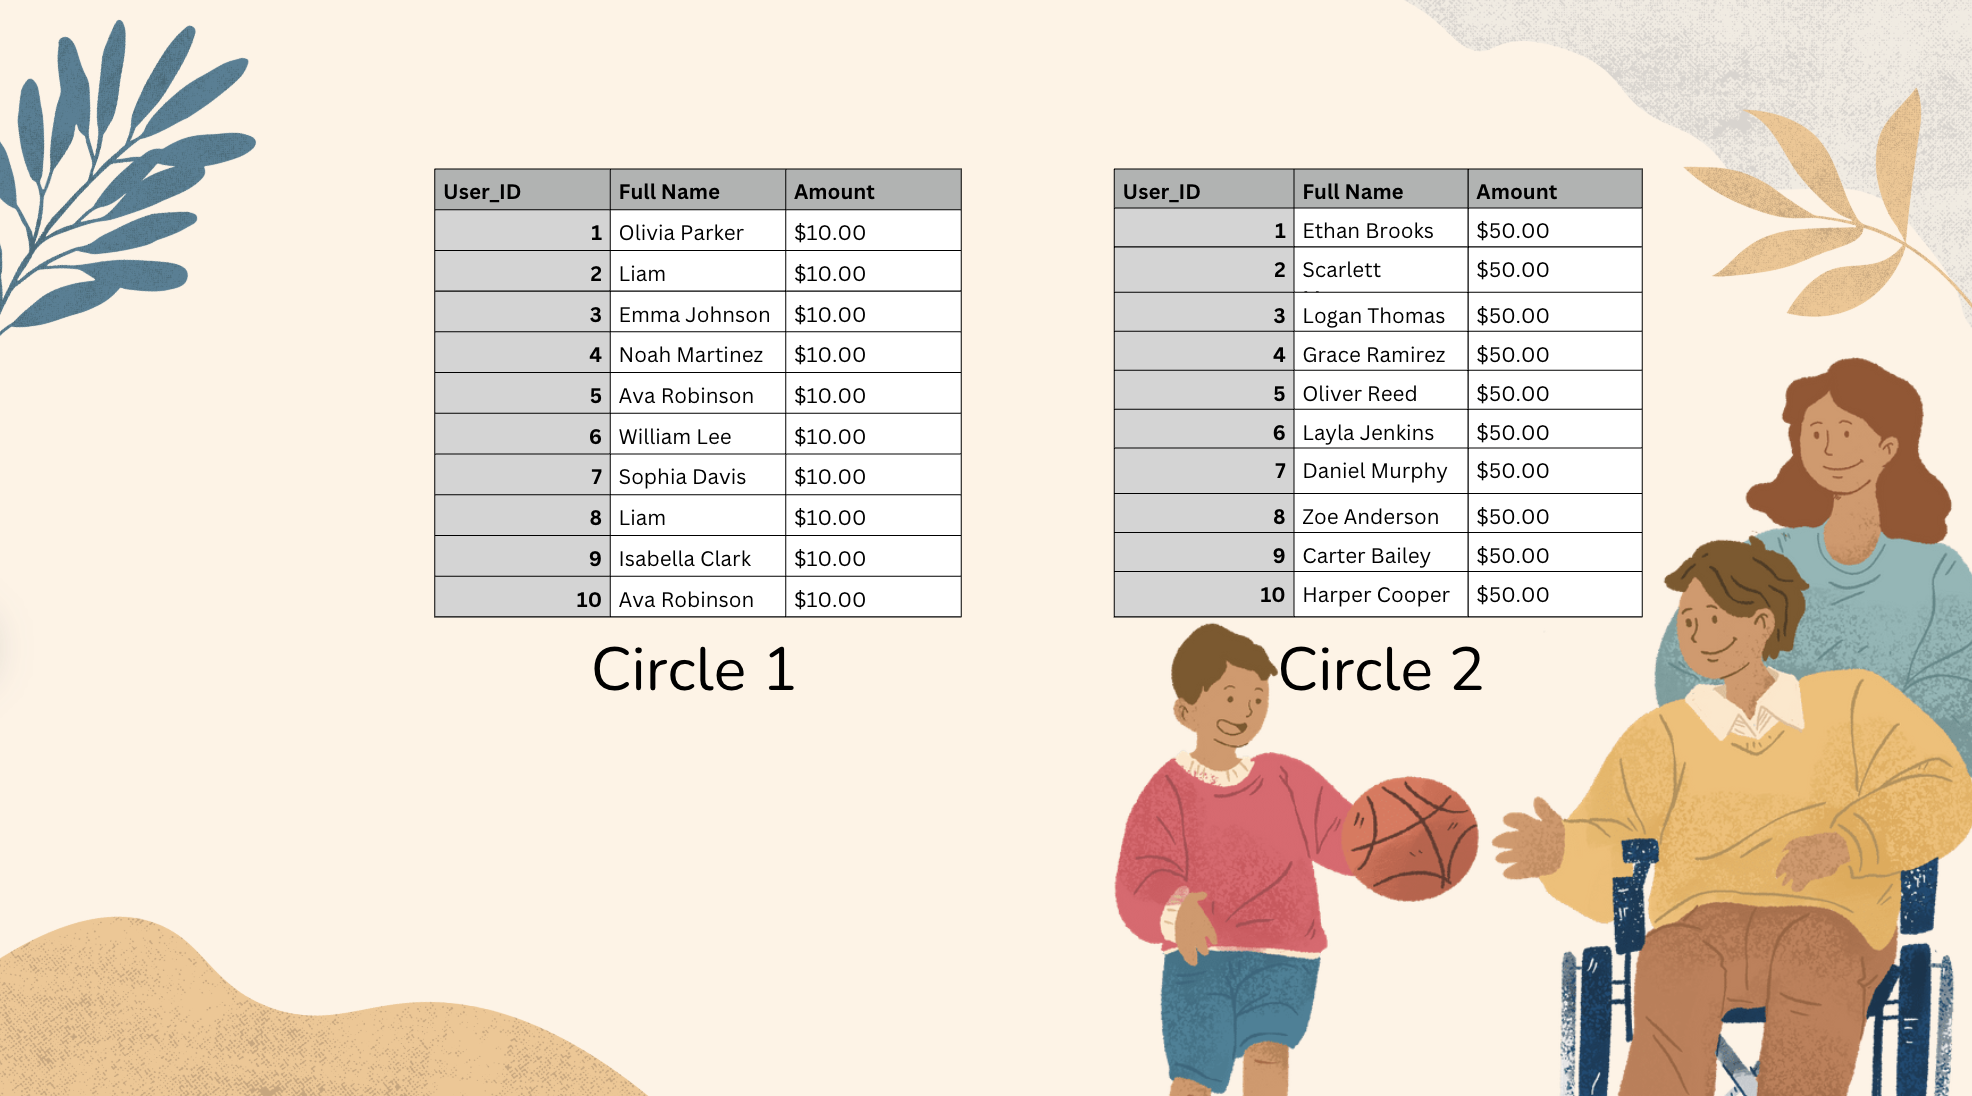 User_ID Full Name Amount
1 Olivia Parker $10.00
2 Liam $10.00
3 Emma Johnson $10.00
4 Noah Martinez $10.00
5 Ava Robinson $10.00
6 William Lee $10.00
7 Sophia Davis $10.00
8 Liam $10.00
9 Isabella Clark $10.00
10 Ava Robinson $10.00
Circle 1
User_ID Full Name Amount
1 Ethan Brooks $50.00
2 Scarlett $50.00
3 Logan Thomas $50.00
4 Grace Ramirez $50.00
5 Oliver Reed $50.00
6 Layla Jenkins $50.00
7 Daniel Murphy $50.00
8 Zoe Anderson $50.00
9 Carter Bailey $50.00
10 Harper Cooper $50.00
Circle 2